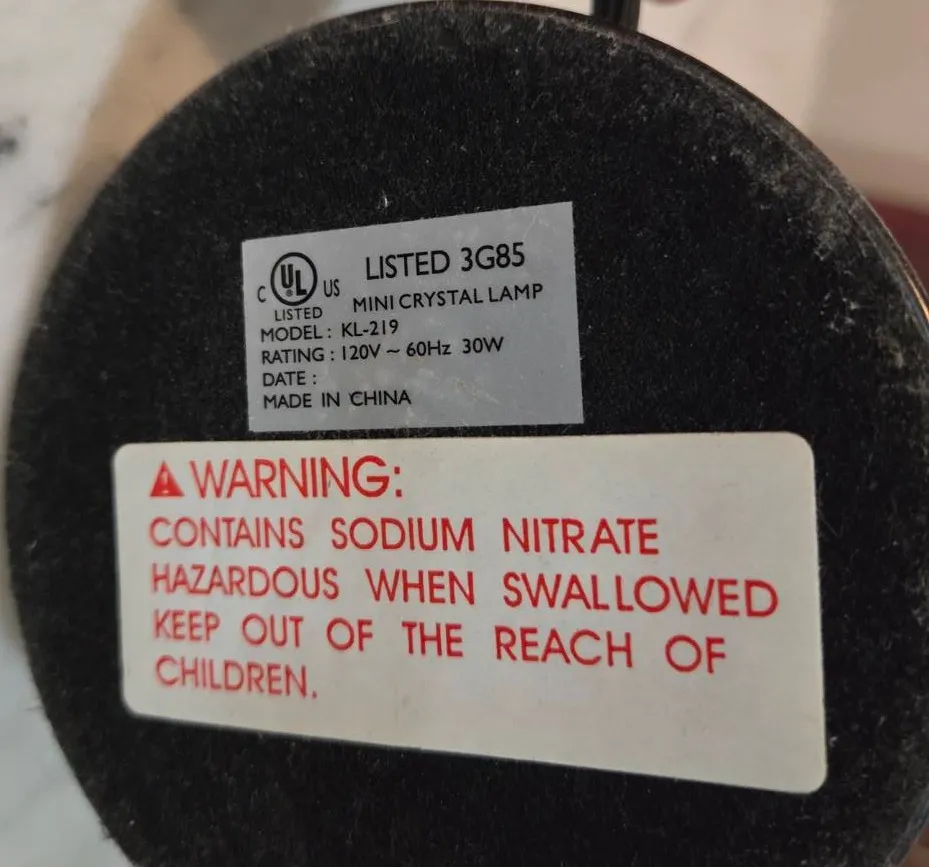 C UL US LISTED 3G85
LISTED MINI CRYSTAL LAMP
MODEL : KL-219
RATING : 120V ~ 60Hz 30W
DATE :
MADE IN CHINA
WARNING:
CONTAINS SODIUM NITRATE
HAZARDOUS WHEN SWALLOWED
KEEP OUT OF THE REACH OF
CHILDREN.